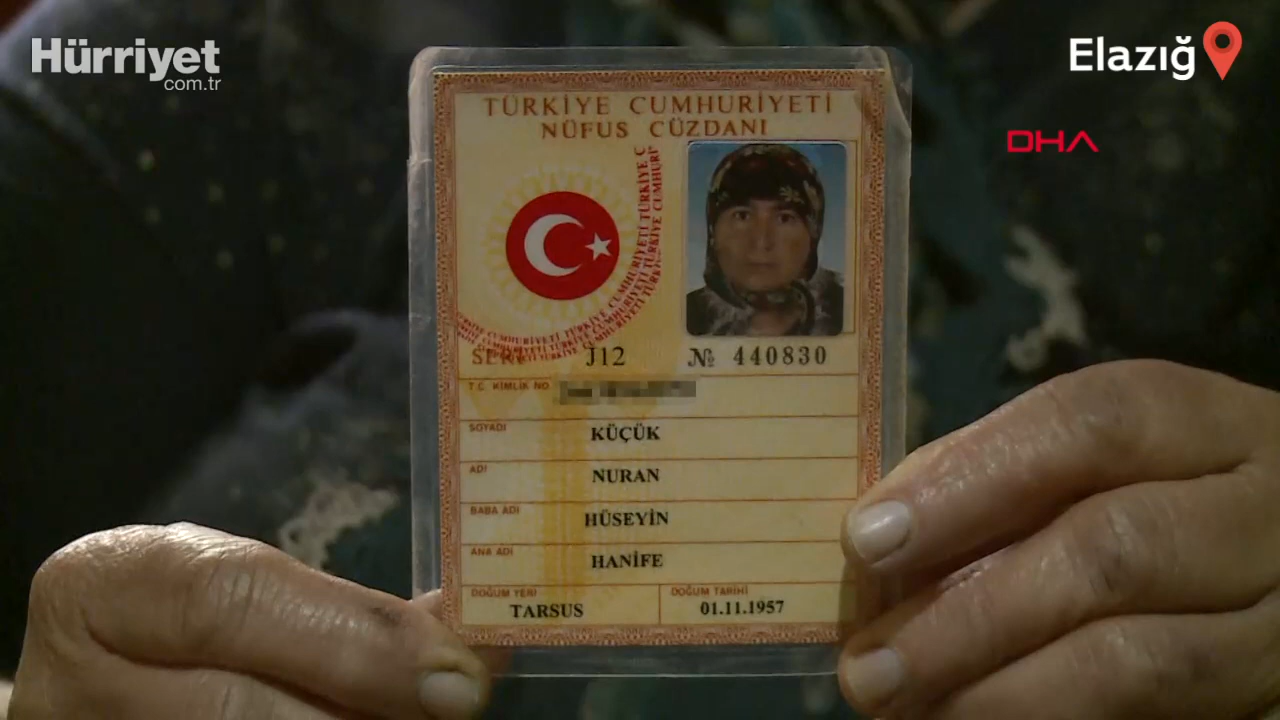 Hürriyet
com.tr
Elazığ
DHA
TÜRKİYE CUMHURİYETİ
NÜFUS CÜZDANI
SERİ J12 № 440830
T.C. KİMLİK NO
SOYADI KÜÇÜK
ADI NURAN
BABA ADI HÜSEYİN
ANA ADI HANİFE
DOĞUM YERİ DOĞUM TARİHİ
TARSUS 01.11.1957